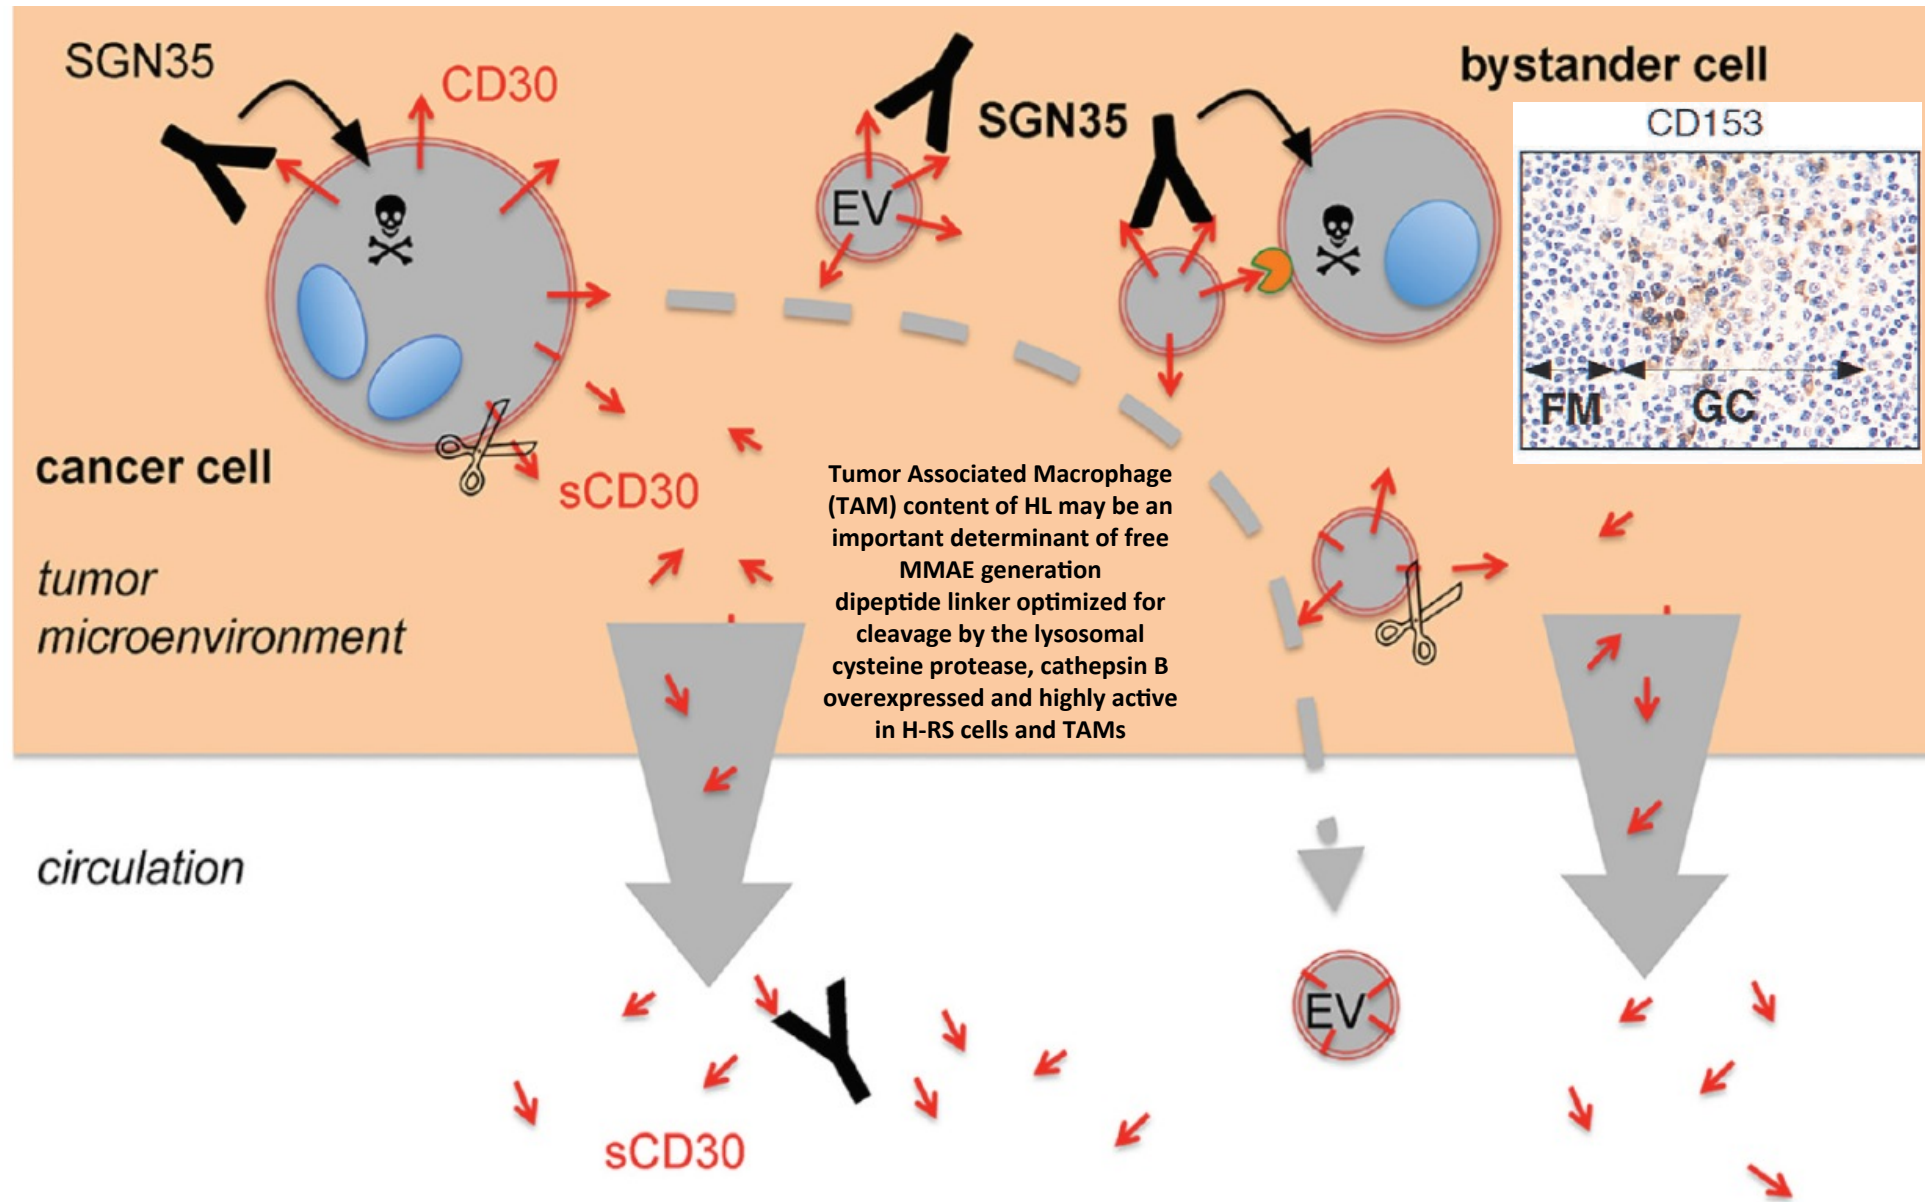 SGN35
CD30
EV
SGN35
bystander cell
CD153
FM
GC
cancer cell
sCD30
tumor
microenvironment
Tumor Associated Macrophage
(TAM) content of HL may be an
important determinant of free
MMAE generation
dipeptide linker optimized for
cleavage by the lysosomal
cysteine protease, cathepsin B
overexpressed and highly active
in H-RS cells and TAMs
circulation
EV
sCD30